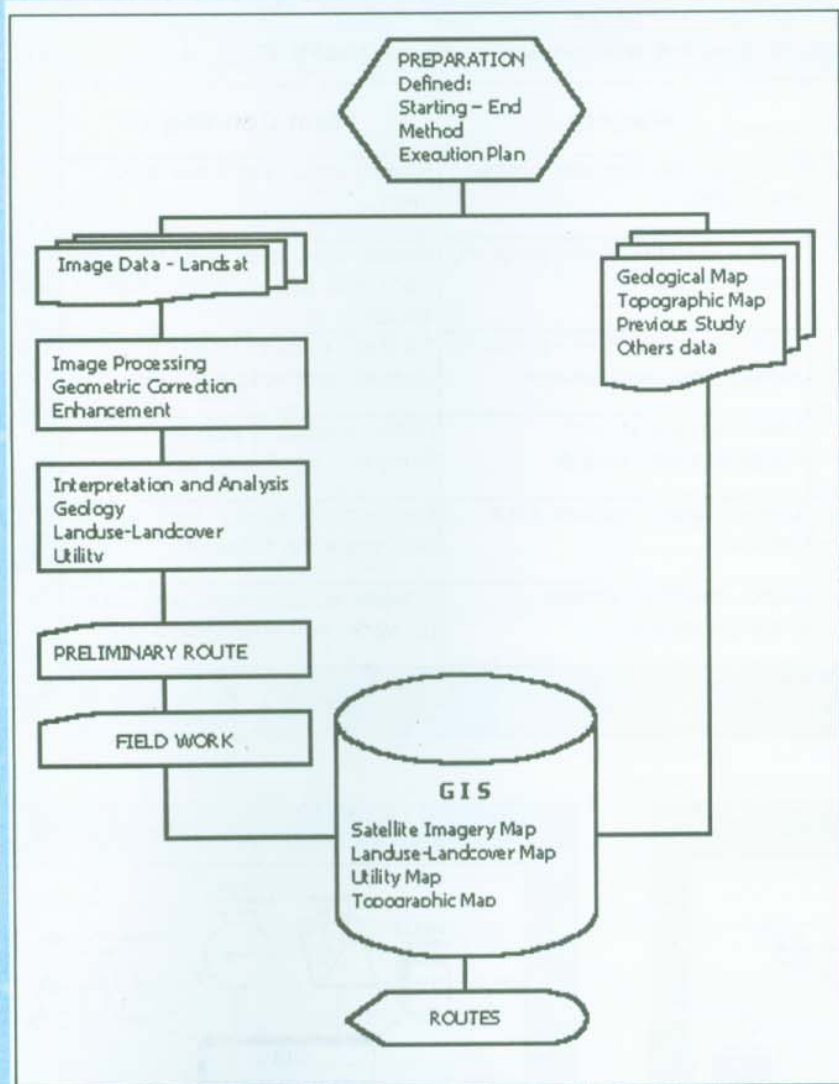 PREPARATION
Defined:
Starting – End
Method
Execution Plan
Image Data - Landsat
Geological Map
Topographic Map
Previous Study
Others data
Image Processing
Geometric Correction
Enhancement
Interpretation and Analysis
Geology
Landuse-Landcover
Utility
PRELIMINARY ROUTE
FIELD WORK
GIS
Satellite Imagery Map
Landuse-Landcover Map
Utility Map
Topographic Map
ROUTES